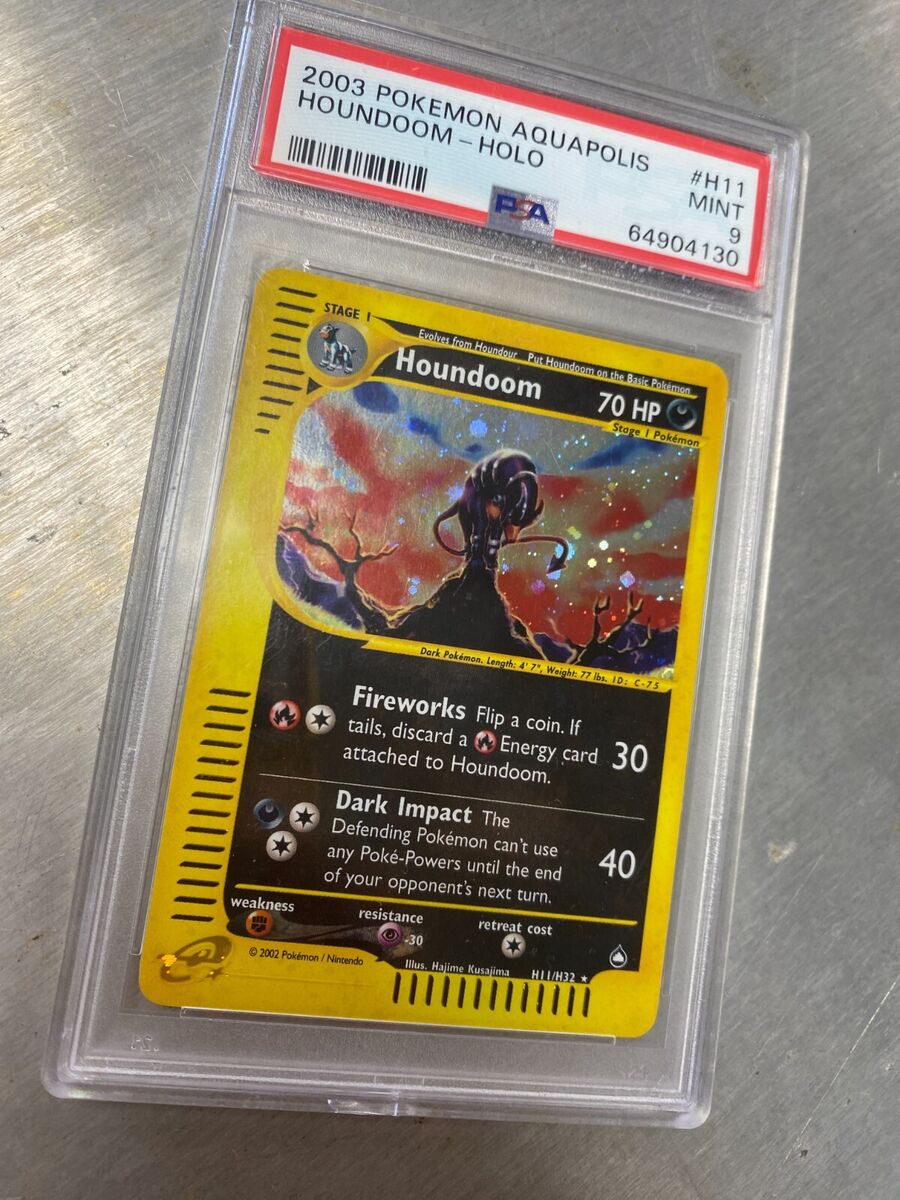 2003 POKEMON AQUAPOLIS
#H11
HOUNDOOM - HOLO
MINT
9
PSA
64904130
STAGE 1
Evolves from Houndour Put Houndoom on the Basic Pokémon
Houndoom
70 HP
Stage 1 Pokémon
Dark Pokémon. Length: 4' 7", Weight: 77 lbs. ID: C-75
Fireworks Flip a coin. If
tails, discard a Energy card
attached to Houndoom.
30
Dark Impact The
Defending Pokémon can't use
any Poké-Powers until the end
of your opponent's next turn.
40
weakness
resistance
-30
retreat cost
© 2002 Pokémon / Nintendo
Illus. Hajime Kusajima
H11/H32 ★